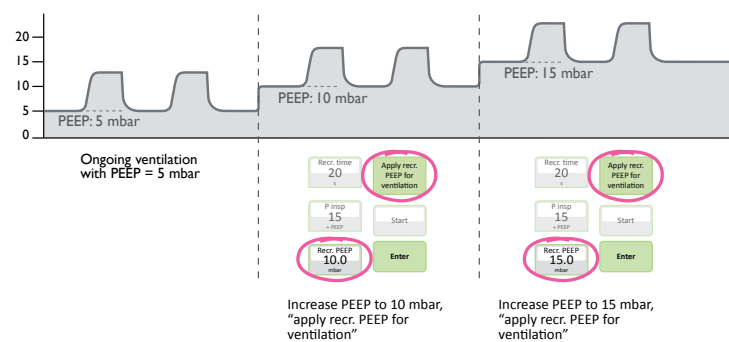 20
15
10
5
0
PEEP: 5 mbar
PEEP: 10 mbar
PEEP: 15 mbar
Ongoing ventilation
with PEEP = 5 mbar
Recr. time
20
s
Apply recr.
PEEP for
ventilation
P insp
15
+ PEEP
Start
Recr. PEEP
10.0
mbar
Enter
Increase PEEP to 10 mbar,
“apply recr. PEEP for
ventilation”
Recr. time
20
s
Apply recr.
PEEP for
ventilation
P insp
15
+ PEEP
Start
Recr. PEEP
15.0
mbar
Enter
Increase PEEP to 15 mbar,
“apply recr. PEEP for
ventilation”